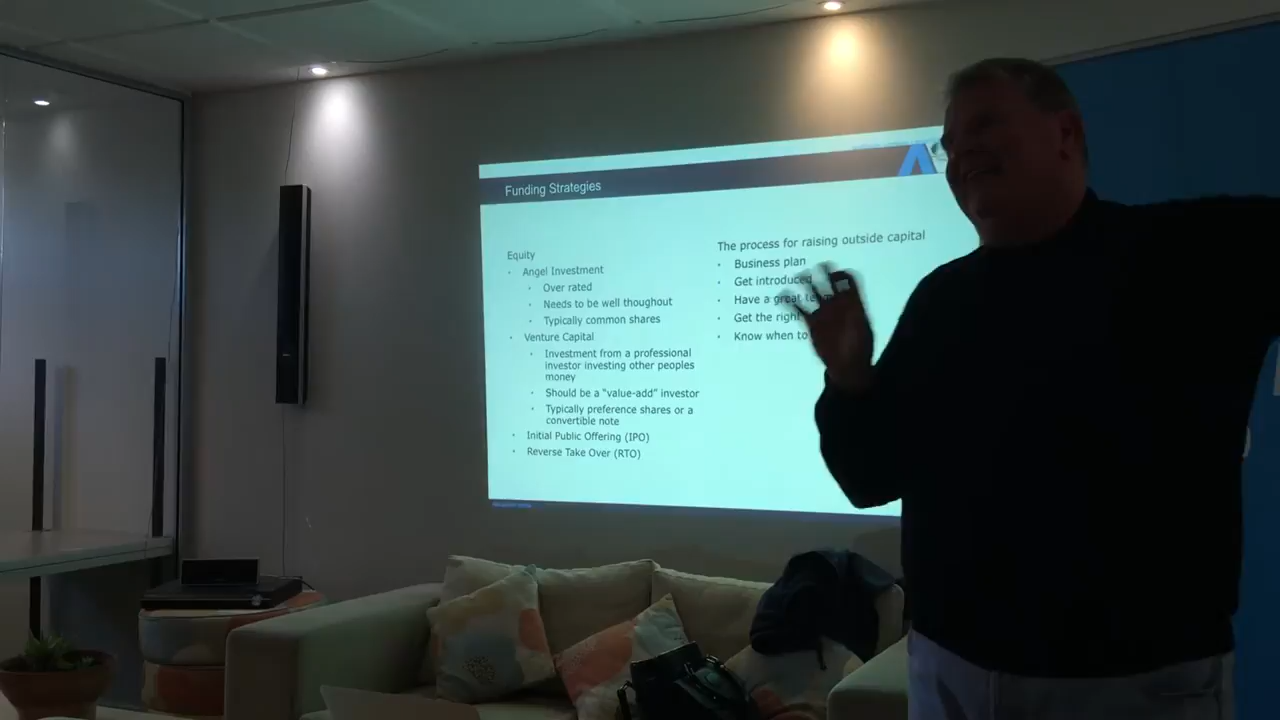 Funding Strategies
Equity
Angel Investment
Over rated
Needs to be well thoughout
Typically common shares
Venture Capital
Investment from a professional
investor investing other peoples
money
Should be a "value-add" investor
Typically preference shares or a
convertible note
Initial Public Offering (IPO)
Reverse Take Over (RTO)
The process for raising outside capital
Business plan
Get introduced
Have a great
Get the right
Know when to